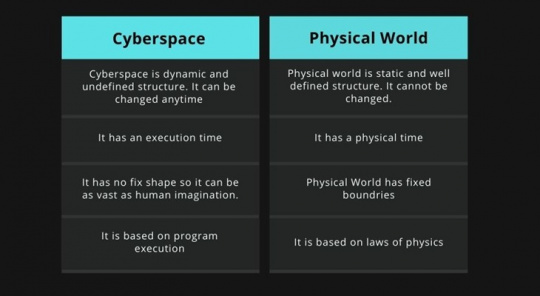 Cyberspace
Physical World
Cyberspace is dynamic and
undefined structure. It can be
changed anytime
Physical world is static and well
defined structure. It cannot be
changed.
It has an execution time
It has a physical time
It has no fix shape so it can be
as vast as human imagination.
Physical World has fixed
boundries
It is based on program
execution
It is based on laws of physics